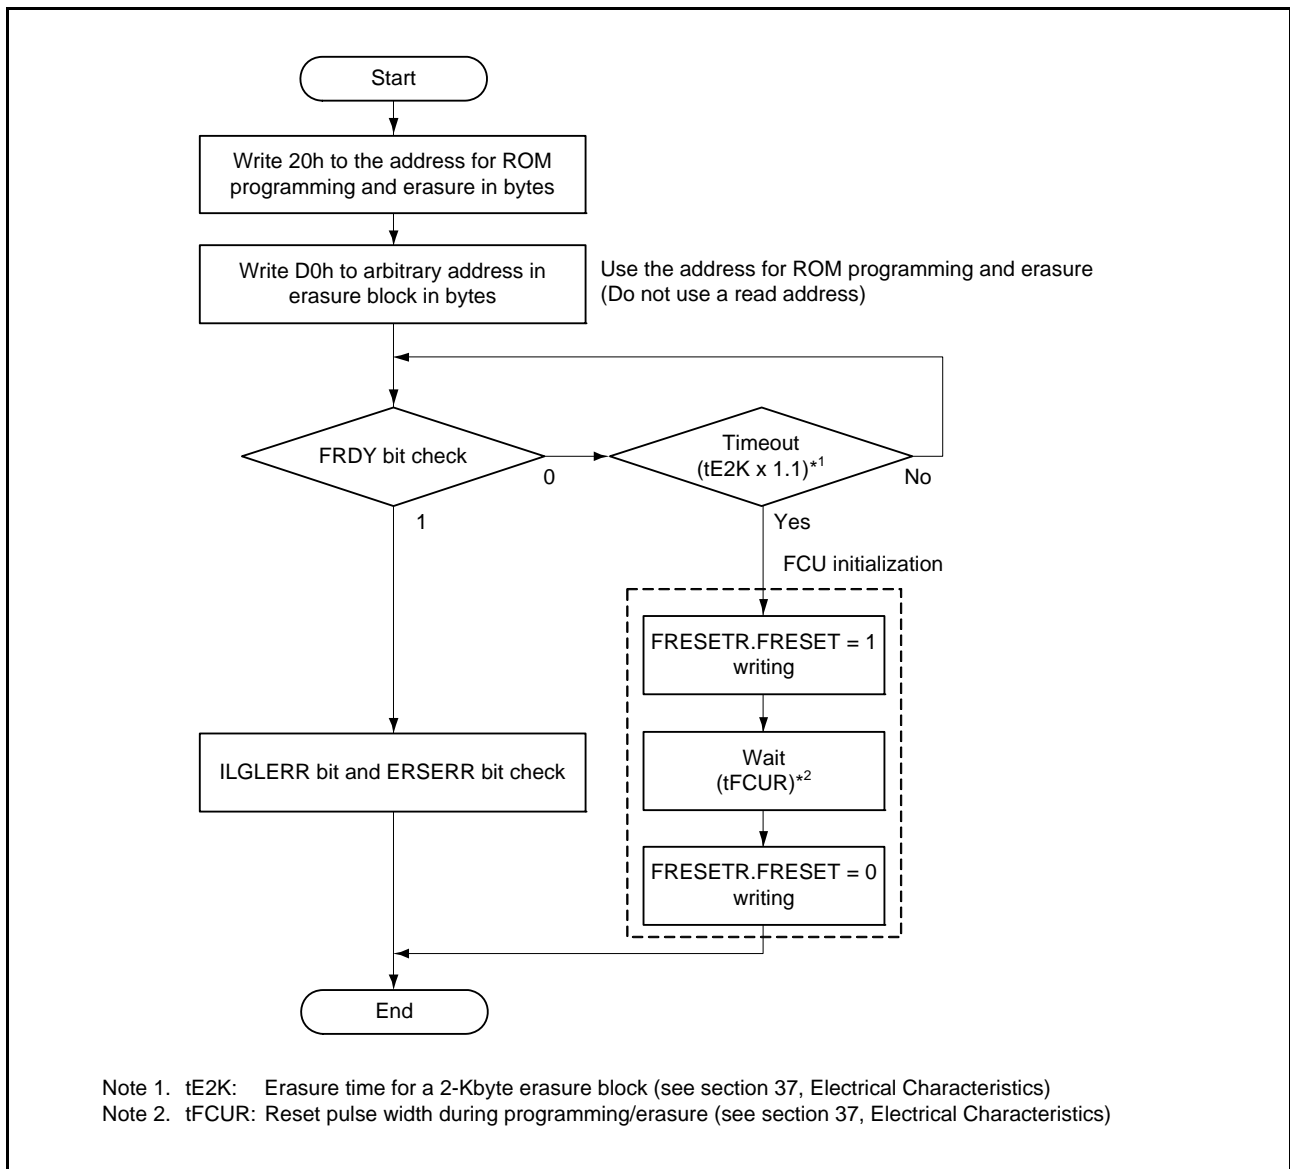 Start
Write 20h to the address for ROM
programming and erasure in bytes
Write D0h to arbitrary address in
erasure block in bytes
Use the address for ROM programming and erasure
(Do not use a read address)
FRDY bit check
0
1
Timeout
(tE2K x 1.1)*1
No
Yes
FCU initialization
FRESETR.FRESET = 1
writing
Wait
(tFCUR)*2
FRESETR.FRESET = 0
writing
ILGLERR bit and ERSERR bit check
End
Note 1. tE2K: Erasure time for a 2-Kbyte erasure block (see section 37, Electrical Characteristics)
Note 2. tFCUR: Reset pulse width during programming/erasure (see section 37, Electrical Characteristics)